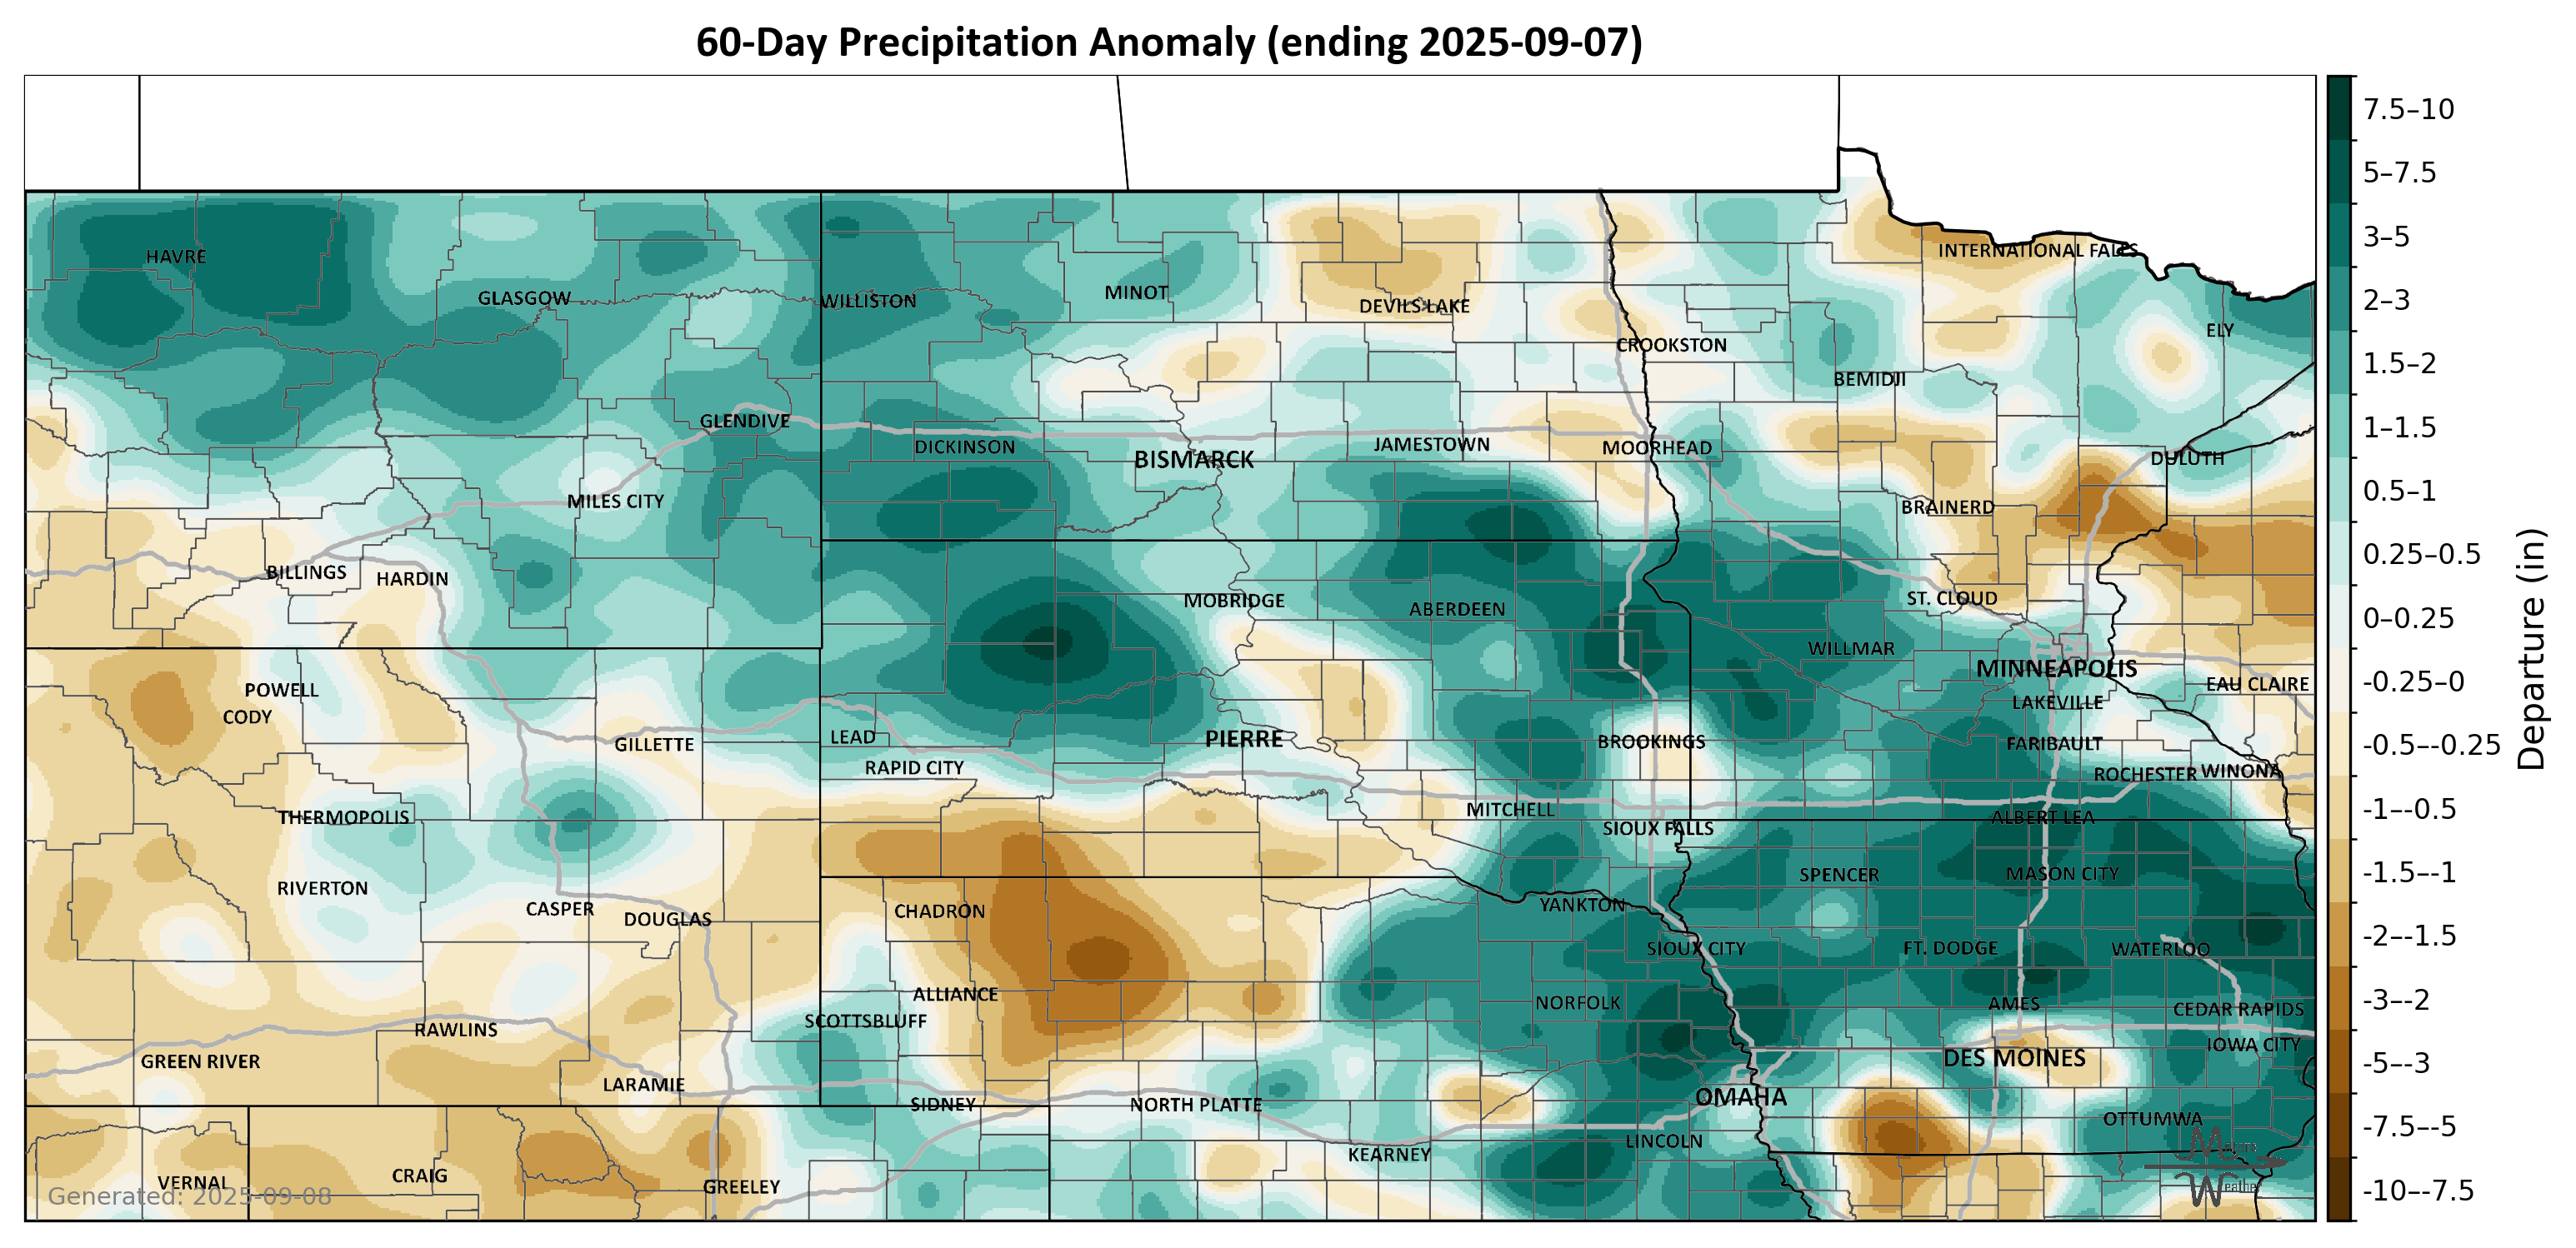 60-Day Precipitation Anomaly (ending 2025-09-07)
HAVRE
GLASGOW
WILLISTON
MINOT
DEVILS LAKE
INTERNATIONAL FALLS
ELY
CROOKSTON
BEMIDJI
GLENDIVE
DICKINSON
BISMARCK
JAMESTOWN
MOORHEAD
DULUTH
MILES CITY
BRAINERD
BILLINGS
HARDIN
MOBRIDGE
ABERDEEN
ST. CLOUD
WILLMAR
MINNEAPOLIS
EAU CLAIRE
POWELL
CODY
LAKEVILLE
GILLETTE
LEAD
PIERRE
BROOKINGS
FARIBAULT
RAPID CITY
ROCHESTER
WINONA
THERMOPOLIS
MITCHELL
ALBERT LEA
SIOUX FALLS
RIVERTON
SPENCER
MASON CITY
CASPER
DOUGLAS
CHADRON
YANKTON
SIOUX CITY
FT. DODGE
WATERLOO
ALLIANCE
NORFOLK
AMES
CEDAR RAPIDS
SCOTTSBLUFF
RAWLINS
IOWA CITY
GREEN RIVER
DES MOINES
LARAMIE
SIDNEY
NORTH PLATTE
OMAHA
OTTUMWA
LINCOLN
KEARNEY
VERNAL
CRAIG
GREELEY
Generated: 2025-09-08
7.5–10
5–7.5
3–5
2–3
1.5–2
1–1.5
0.5–1
0.25–0.5
0–0.25
-0.25–0
-0.5–-0.25
-1–-0.5
-1.5–-1
-2–-1.5
-3–-2
-5–-3
-7.5–-5
-10–-7.5
Departure (in)